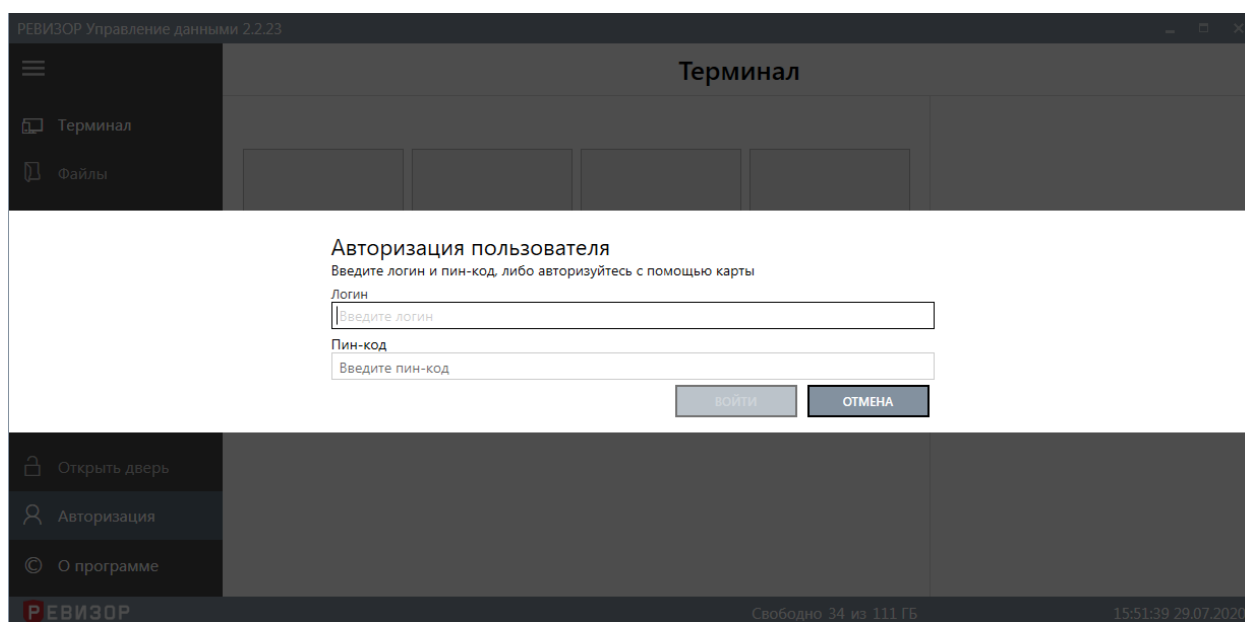 РЕВИЗОР Управление данными 2.2.23
Терминал
Терминал
Файлы
Авторизация пользователя
Введите логин и пин-код, либо авторизуйтесь с помощью карты
Логин
Введите логин
Пин-код
Введите пин-код
ВОЙТИ ОТМЕНА
Открыть дверь
Авторизация
О программе
РЕВИЗОР Свободно 34 из 111 ГБ 15:51:39 29.07.2020